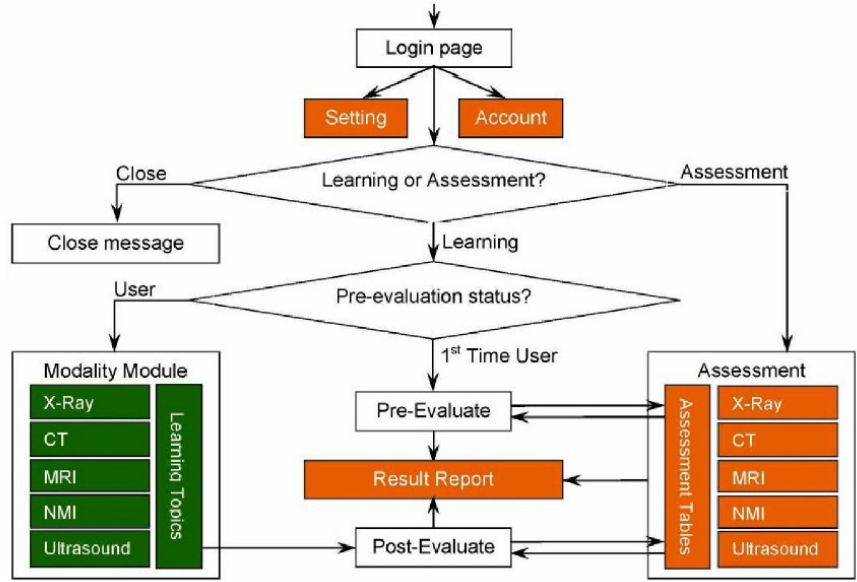 Login page
Setting
Account
Learning or Assessment?
Close
Assessment
Close message
Learning
Pre-evaluation status?
User
1st Time User
Modality Module
X-Ray
CT
MRI
NMI
Ultrasound
Learning Topics
Pre-Evaluate
Result Report
Post-Evaluate
Assessment
Assessment Tables
X-Ray
CT
MRI
NMI
Ultrasound